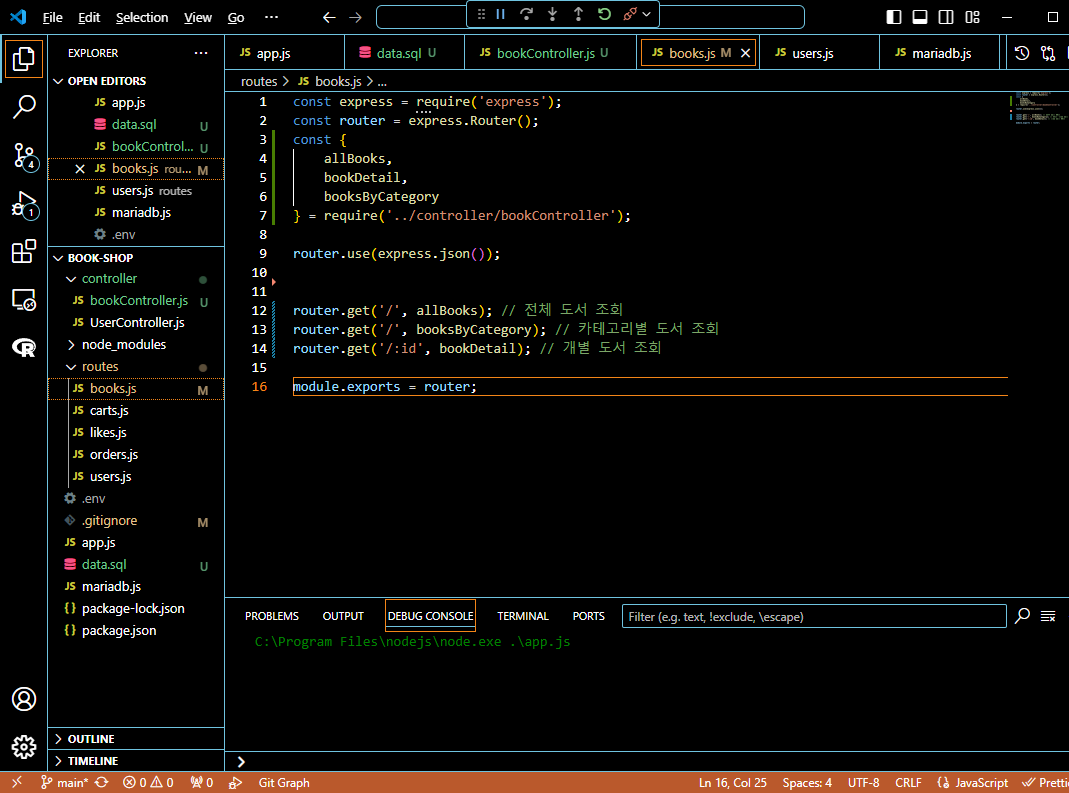 File Edit Selection View Go ...
EXPLORER ...
OPEN EDITORS
JS app.js
data.sql U
JS bookControl... U
JS books.js rou... M
JS users.js routes
JS mariadb.js
.env
BOOK-SHOP
controller
JS bookController.js U
JS UserController.js
node_modules
routes
JS books.js M
JS carts.js
JS likes.js
JS orders.js
JS users.js
.env
.gitignore M
JS app.js
data.sql U
JS mariadb.js
{} package-lock.json
{} package.json
OUTLINE
TIMELINE
4
1
JS app.js data.sql U JS bookController.js U JS books.js M JS users.js JS mariadb.js
routes > JS books.js > ...
1 const express = require('express');
2 const router = express.Router();
3 const {
4 allBooks,
5 bookDetail,
6 booksByCategory
7 } = require('../controller/bookController');
8
9 router.use(express.json());
10
11
12 router.get('/', allBooks); // 전체 도서 조회
13 router.get('/', booksByCategory); // 카테고리별 도서 조회
14 router.get('/:id', bookDetail); // 개별 도서 조회
15
16 module.exports = router;
PROBLEMS OUTPUT DEBUG CONSOLE TERMINAL PORTS Filter (e.g. text, !exclude, \escape)
C:\Program Files\nodejs\node.exe .\app.js
>
main* 0 0 0 Git Graph Ln 16, Col 25 Spaces: 4 UTF-8 CRLF {} JavaScript Pretti